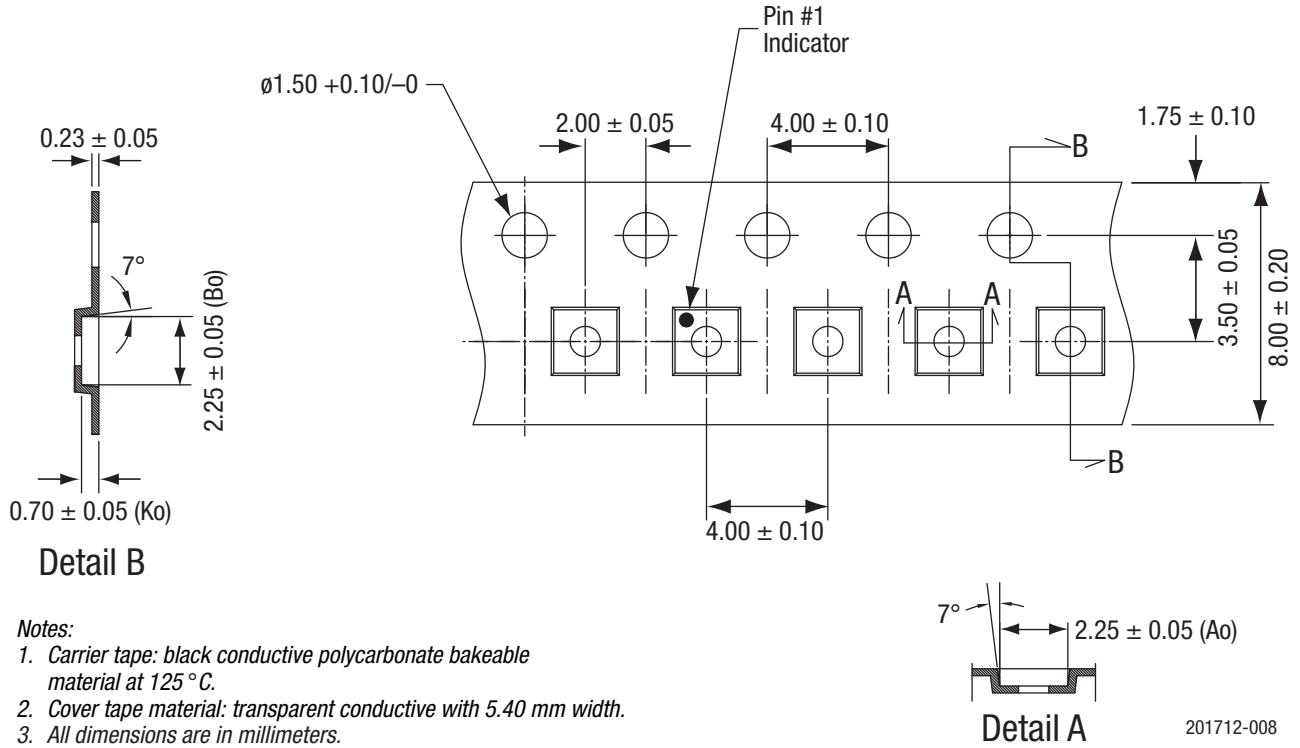 Pin #1
Indicator
ø1.50 +0.10/–0
0.23 ± 0.05
2.00 ± 0.05
4.00 ± 0.10
1.75 ± 0.10
B
7°
2.25 ± 0.05 (Bo)
A
A
3.50 ± 0.05
8.00 ± 0.20
B
0.70 ± 0.05 (Ko)
4.00 ± 0.10
Detail B
7°
2.25 ± 0.05 (Ao)
Notes:
1. Carrier tape: black conductive polycarbonate bakeable
material at 125 °C.
2. Cover tape material: transparent conductive with 5.40 mm width.
3. All dimensions are in millimeters.
Detail A
201712-008